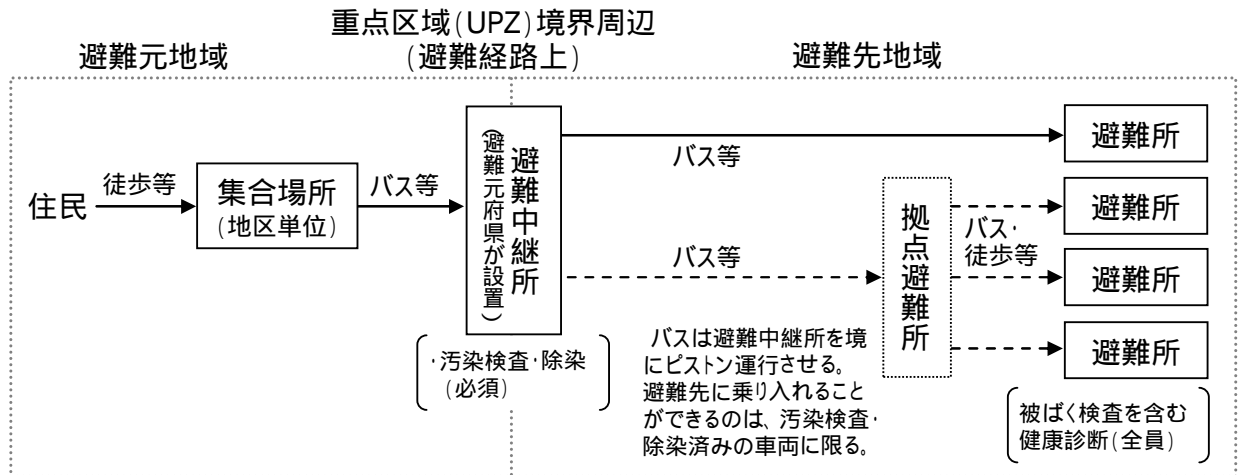 重点区域(UPZ)境界周辺
(避難経路上)
避難元地域
避難先地域
住民
徒歩等
集合場所
(地区単位)
バス等
避難中継所
(避難元府県が設置)
・汚染検査・除染
(必須)
バス等
バス等
拠点避難所
バス・
徒歩等
避難所
避難所
避難所
避難所
バスは避難中継所を境
にピストン運行させる。
避難先に乗り入れること
ができるのは、汚染検査・
除染済みの車両に限る。
被ばく検査を含む
健康診断(全員)